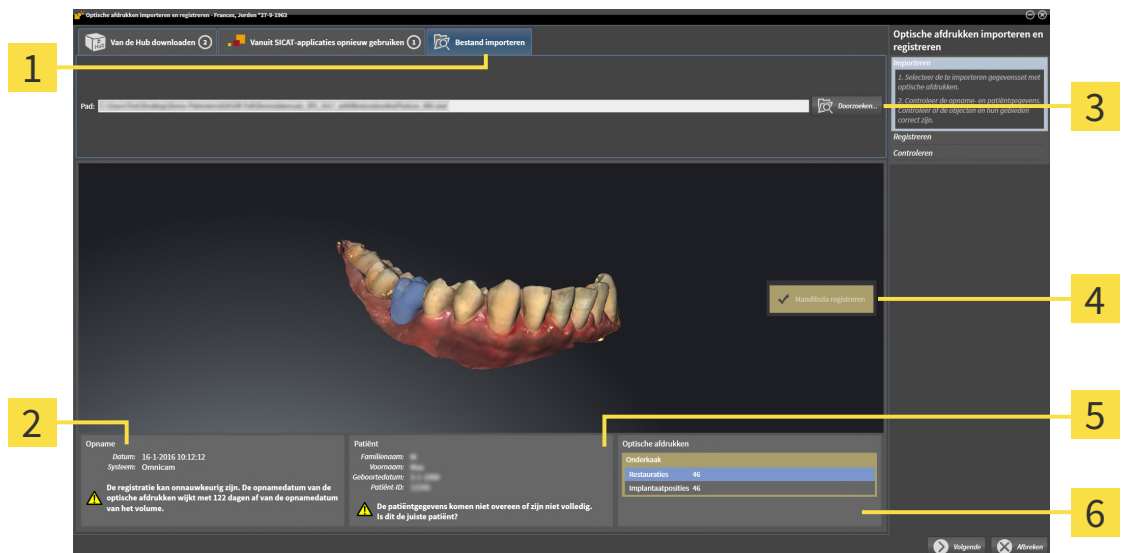 Optische afdrukken importeren en registreren - Frances, Jorden *27-9-1963
Van de Hub downloaden 2
Vanuit SICAT-applicaties opnieuw gebruiken 1
Bestand importeren
Pad:
Doorzoeken...
Optische afdrukken importeren en
registreren
Importeren
1. Selecteer de te importeren gegevensset met
optische afdrukken.
2. Controleer de opname- en patiëntgegevens.
Controleer of de objecten en hun gebieden
correct zijn.
Registreren
Controleren
Mandibula registreren
Opname
Datum: 16-1-2016 10:12:12
Systeem: Omnicam
De registratie kan onnauwkeurig zijn. De opnamedatum van de
optische afdrukken wijkt met 122 dagen af van de opnamedatum
van het volume.
Patiënt
Familienaam:
Voornaam:
Geboortedatum:
Patiënt-ID:
De patiëntgegevens komen niet overeen of zijn niet volledig.
Is dit de juiste patiënt?
Optische afdrukken
Onderkaak
Restauraties 46
Implantaatposities 46
Volgende
Afbreken
1
2
3
4
5
6